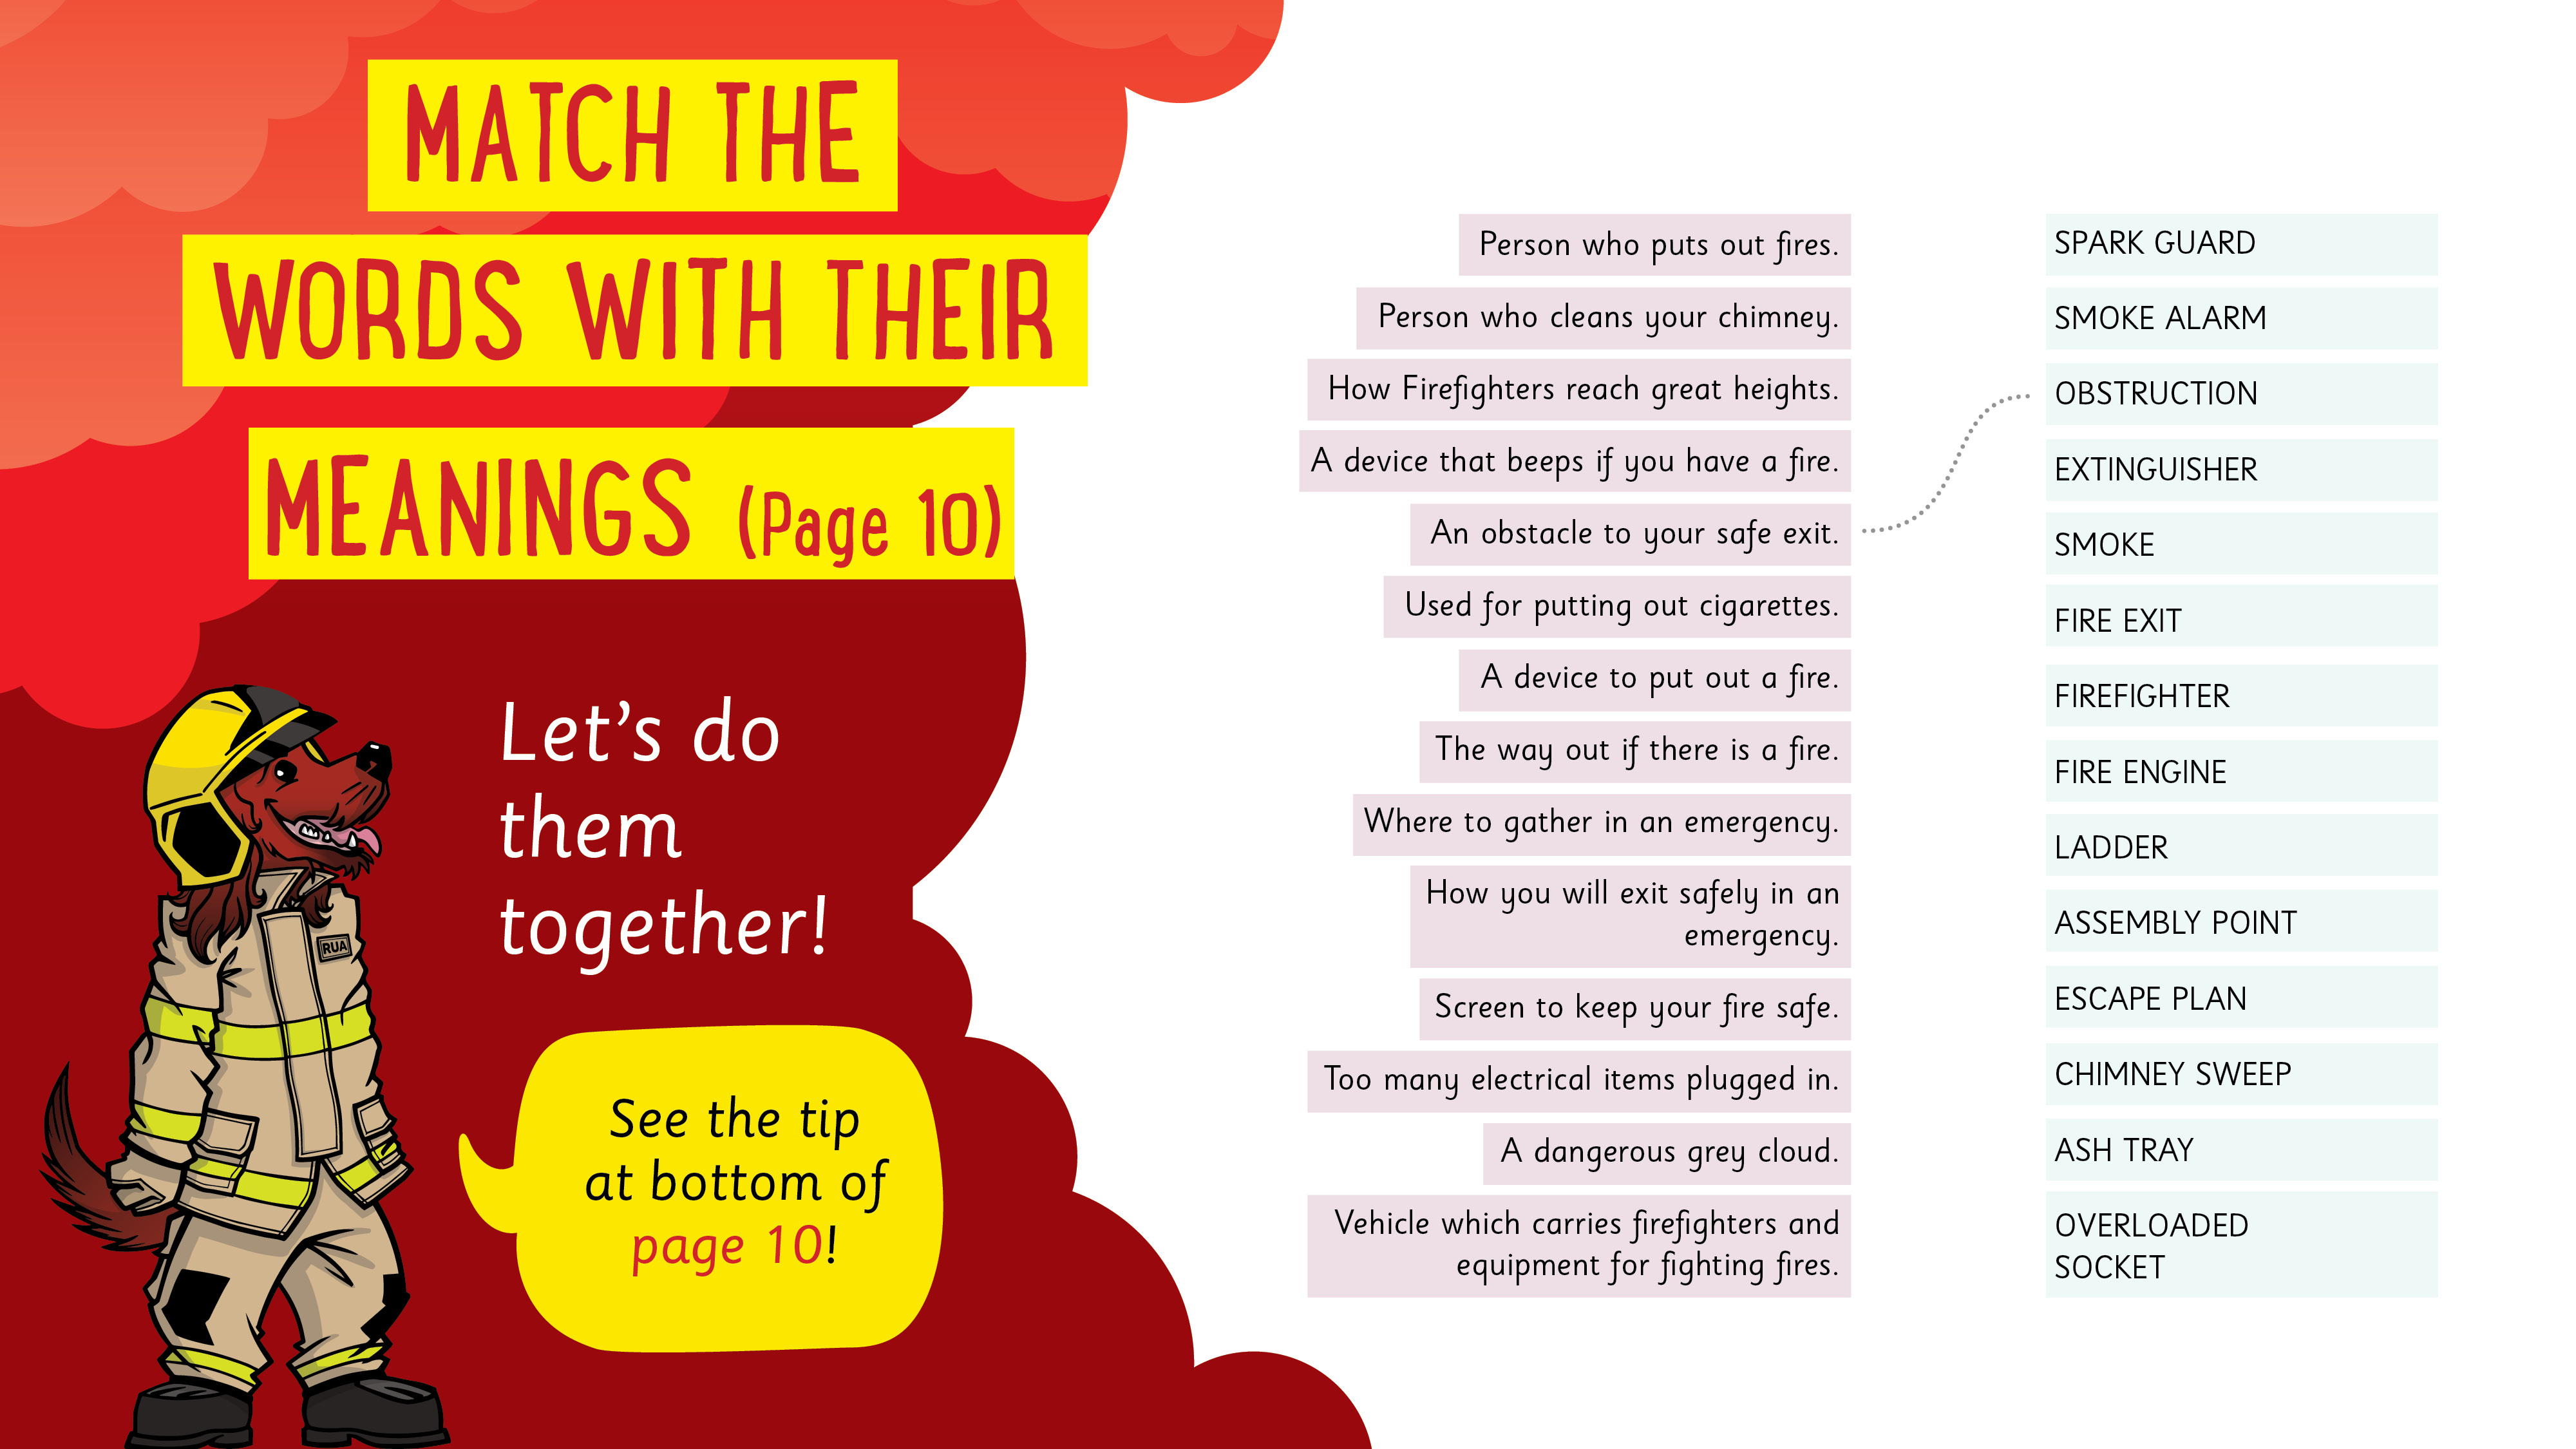 MATCH THE
WORDS WITH THEIR
MEANINGS (Page 10)
Let's do
them
together!
RUA
See the tip
at bottom of
page 10!
Person who puts out fires.
Person who cleans your chimney.
How Firefighters reach great heights.
A device that beeps if you have a fire.
An obstacle to your safe exit.
Used for putting out cigarettes.
A device to put out a fire.
The way out if there is a fire.
Where to gather in an emergency.
How you will exit safely in an
emergency.
Screen to keep your fire safe.
Too many electrical items plugged in.
A dangerous grey cloud.
Vehicle which carries firefighters and
equipment for fighting fires.
SPARK GUARD
SMOKE ALARM
OBSTRUCTION
EXTINGUISHER
SMOKE
FIRE EXIT
FIREFIGHTER
FIRE ENGINE
LADDER
ASSEMBLY POINT
ESCAPE PLAN
CHIMNEY SWEEP
ASH TRAY
OVERLOADED
SOCKET